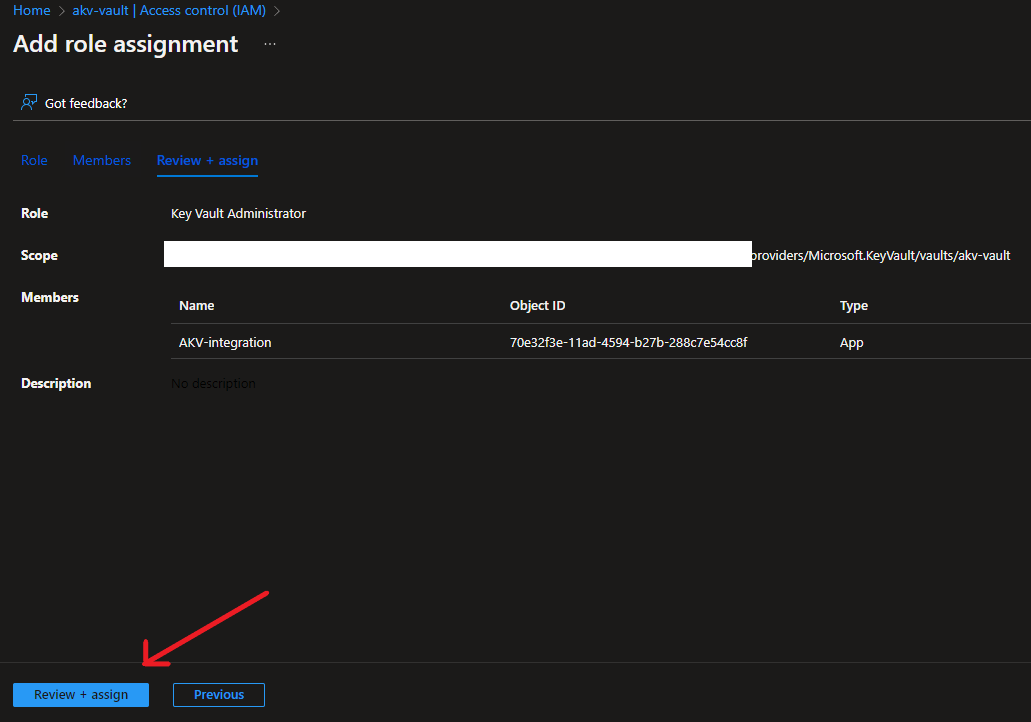 Home > akv-vault | Access control (IAM) >
Add role assignment ...
Got feedback?
Role Members Review + assign
Role Key Vault Administrator
Scope providers/Microsoft.KeyVault/vaults/akv-vault
Members
Name Object ID Type
AKV-integration 70e32f3e-11ad-4594-b27b-288c7e54cc8f App
Description No description
Review + assign Previous